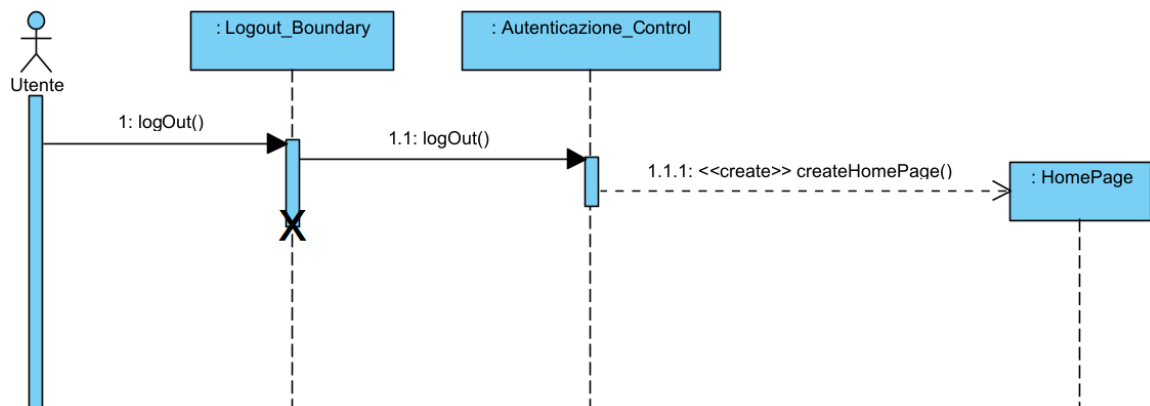 : Logout_Boundary
: Autenticazione_Control
Utente
1: logOut()
1.1: logOut()
1.1.1: <<create>> createHomePage()
: HomePage
X